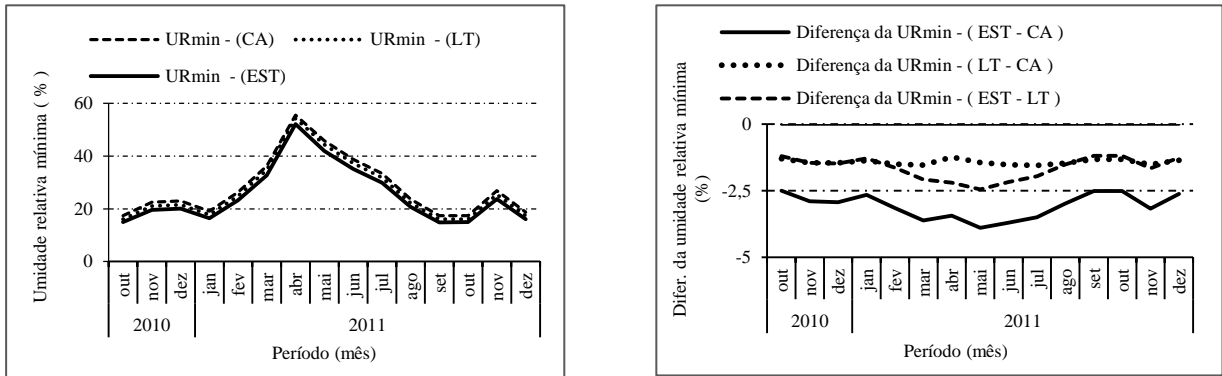 URmin - (CA)
URmin - (LT)
URmin - (EST)
Umidade relativa mínima ( % )
60
40
20
0
out
nov
dez
jan
fev
mar
abr
mai
jun
jul
ago
set
out
nov
dez
2010
2011
Período (mês)
Diferença da URmin - ( EST - CA )
Diferença da URmin - ( LT - CA )
Diferença da URmin - ( EST - LT )
Difer. da umidade relativa mínima
(%)
0
-2,5
-5
out
nov
dez
jan
fev
mar
abr
mai
jun
jul
ago
set
out
nov
dez
2010
2011
Período (mês)